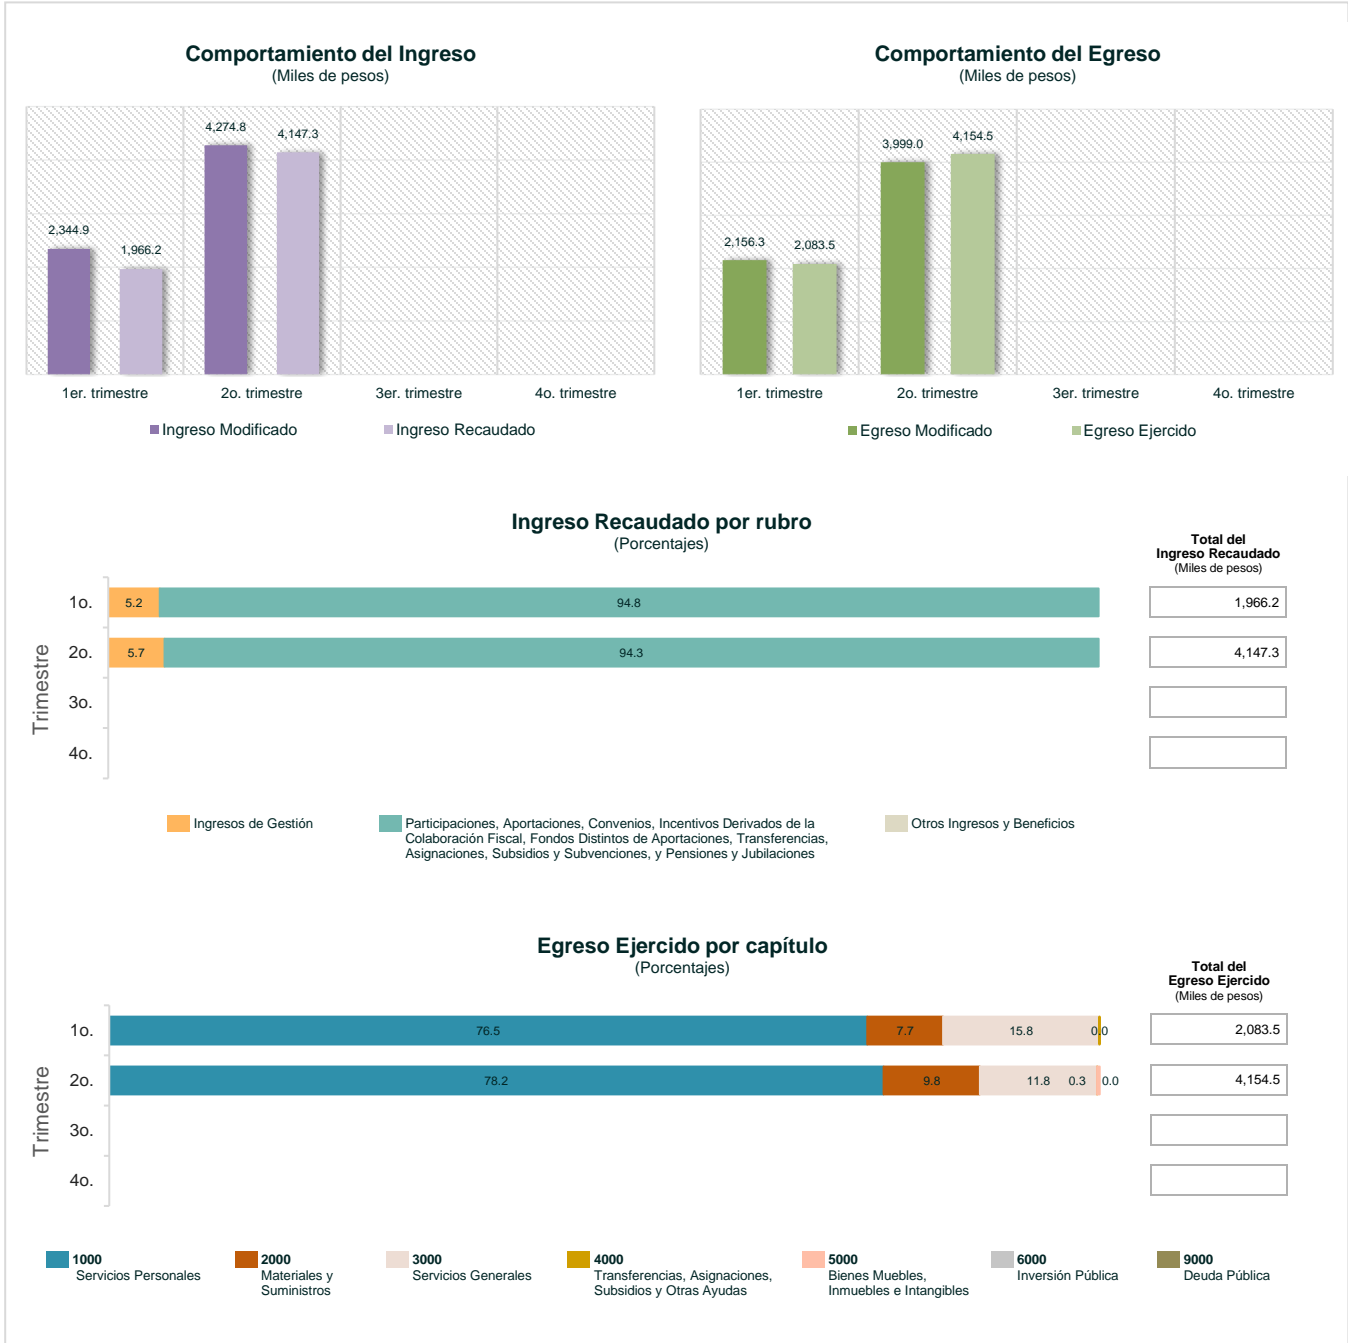 Comportamiento del Ingreso
(Miles de pesos)
4,274.8
4,147.3
2,344.9
1,966.2
1er. trimestre
2o. trimestre
3er. trimestre
4o. trimestre
Ingreso Modificado
Ingreso Recaudado
Comportamiento del Egreso
(Miles de pesos)
3,999.0
4,154.5
2,156.3
2,083.5
1er. trimestre
2o. trimestre
3er. trimestre
4o. trimestre
Egreso Modificado
Egreso Ejercido
Ingreso Recaudado por rubro
(Porcentajes)
Total del
Ingreso Recaudado
(Miles de pesos)
Trimestre
1o.
5.2
94.8
1,966.2
2o.
5.7
94.3
4,147.3
3o.
4o.
Ingresos de Gestión
Participaciones, Aportaciones, Convenios, Incentivos Derivados de la
Colaboración Fiscal, Fondos Distintos de Aportaciones, Transferencias,
Asignaciones, Subsidios y Subvenciones, y Pensiones y Jubilaciones
Otros Ingresos y Beneficios
Egreso Ejercido por capítulo
(Porcentajes)
Total del
Egreso Ejercido
(Miles de pesos)
Trimestre
1o.
76.5
7.7
15.8
0.0
2,083.5
2o.
78.2
9.8
11.8
0.3
0.0
4,154.5
3o.
4o.
1000
Servicios Personales
2000
Materiales y
Suministros
3000
Servicios Generales
4000
Transferencias, Asignaciones,
Subsidios y Otras Ayudas
5000
Bienes Muebles,
Inmuebles e Intangibles
6000
Inversión Pública
9000
Deuda Pública